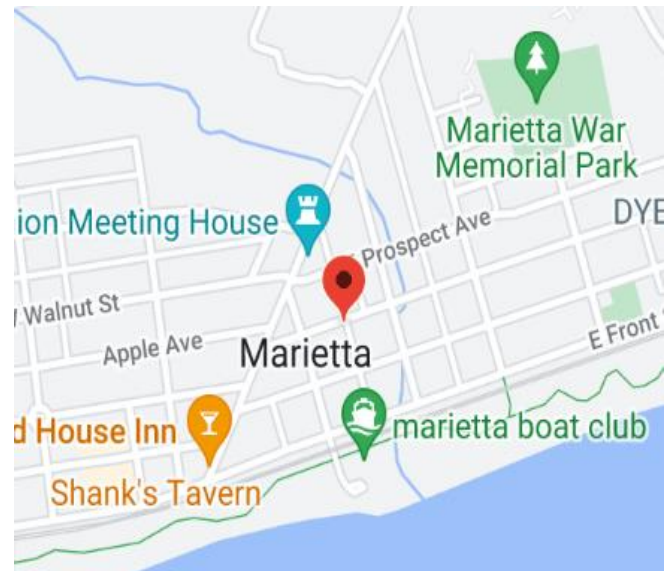 Marietta War
Memorial Park
ion Meeting House
DYE
Prospect Ave
Walnut St
Apple Ave
Marietta
E Front
d House Inn
marietta boat club
Shank's Tavern